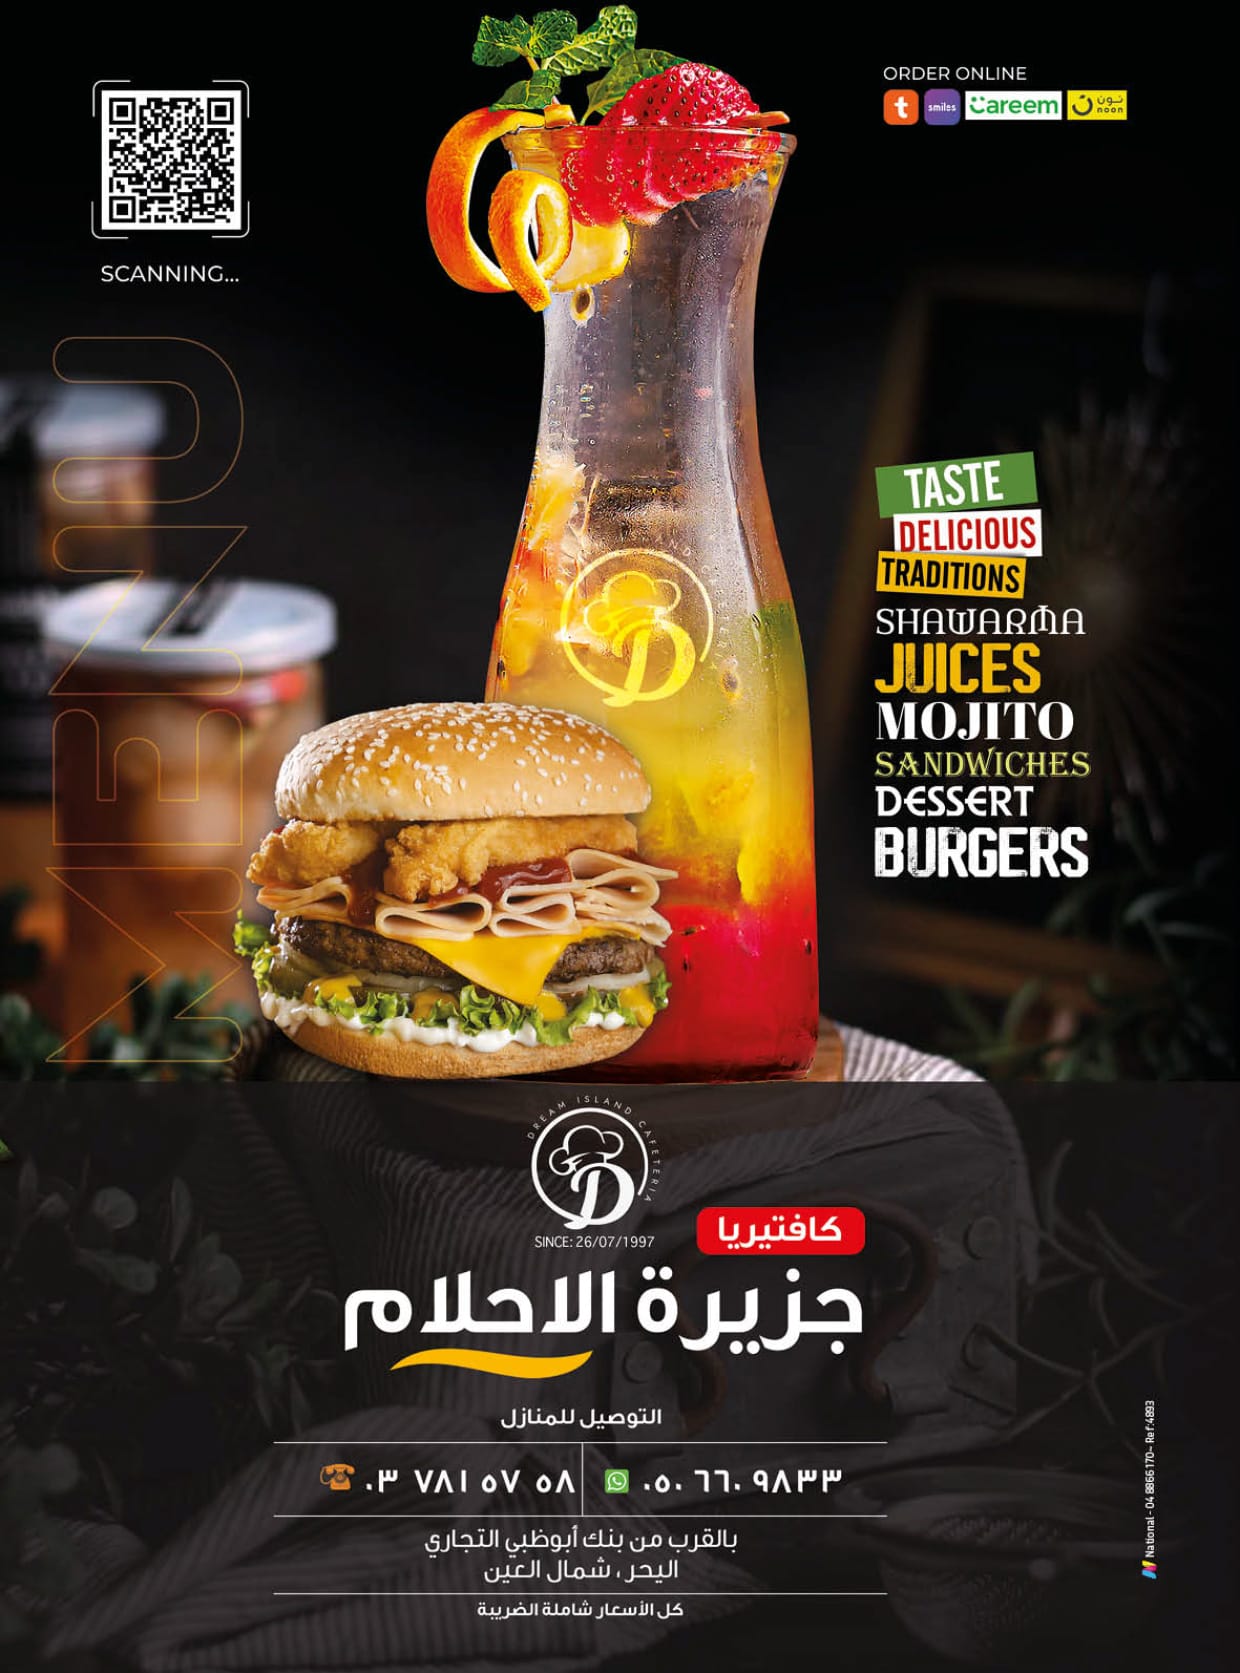 ORDER ONLINE
t smiles Careem نون noon
SCANNING...
MENU
TASTE
DELICIOUS
TRADITIONS
SHAWARMA
JUICES
MOJITO
SANDWICHES
DESSERT
BURGERS
D
DREAM ISLAND CAFETERIA
D
SINCE: 26/07/1997
كافتيريا
جزيرة الاحلام
التوصيل للمنازل
٠٣ ٧٨١ ٥٧ ٥٨
٠٥٠ ٦٦٠ ٩٨٣٣
بالقرب من بنك أبوظبي التجاري
اليحر، شمال العين
كل الأسعار شاملة الضريبة
National - 04 8866170 - Ref:4893